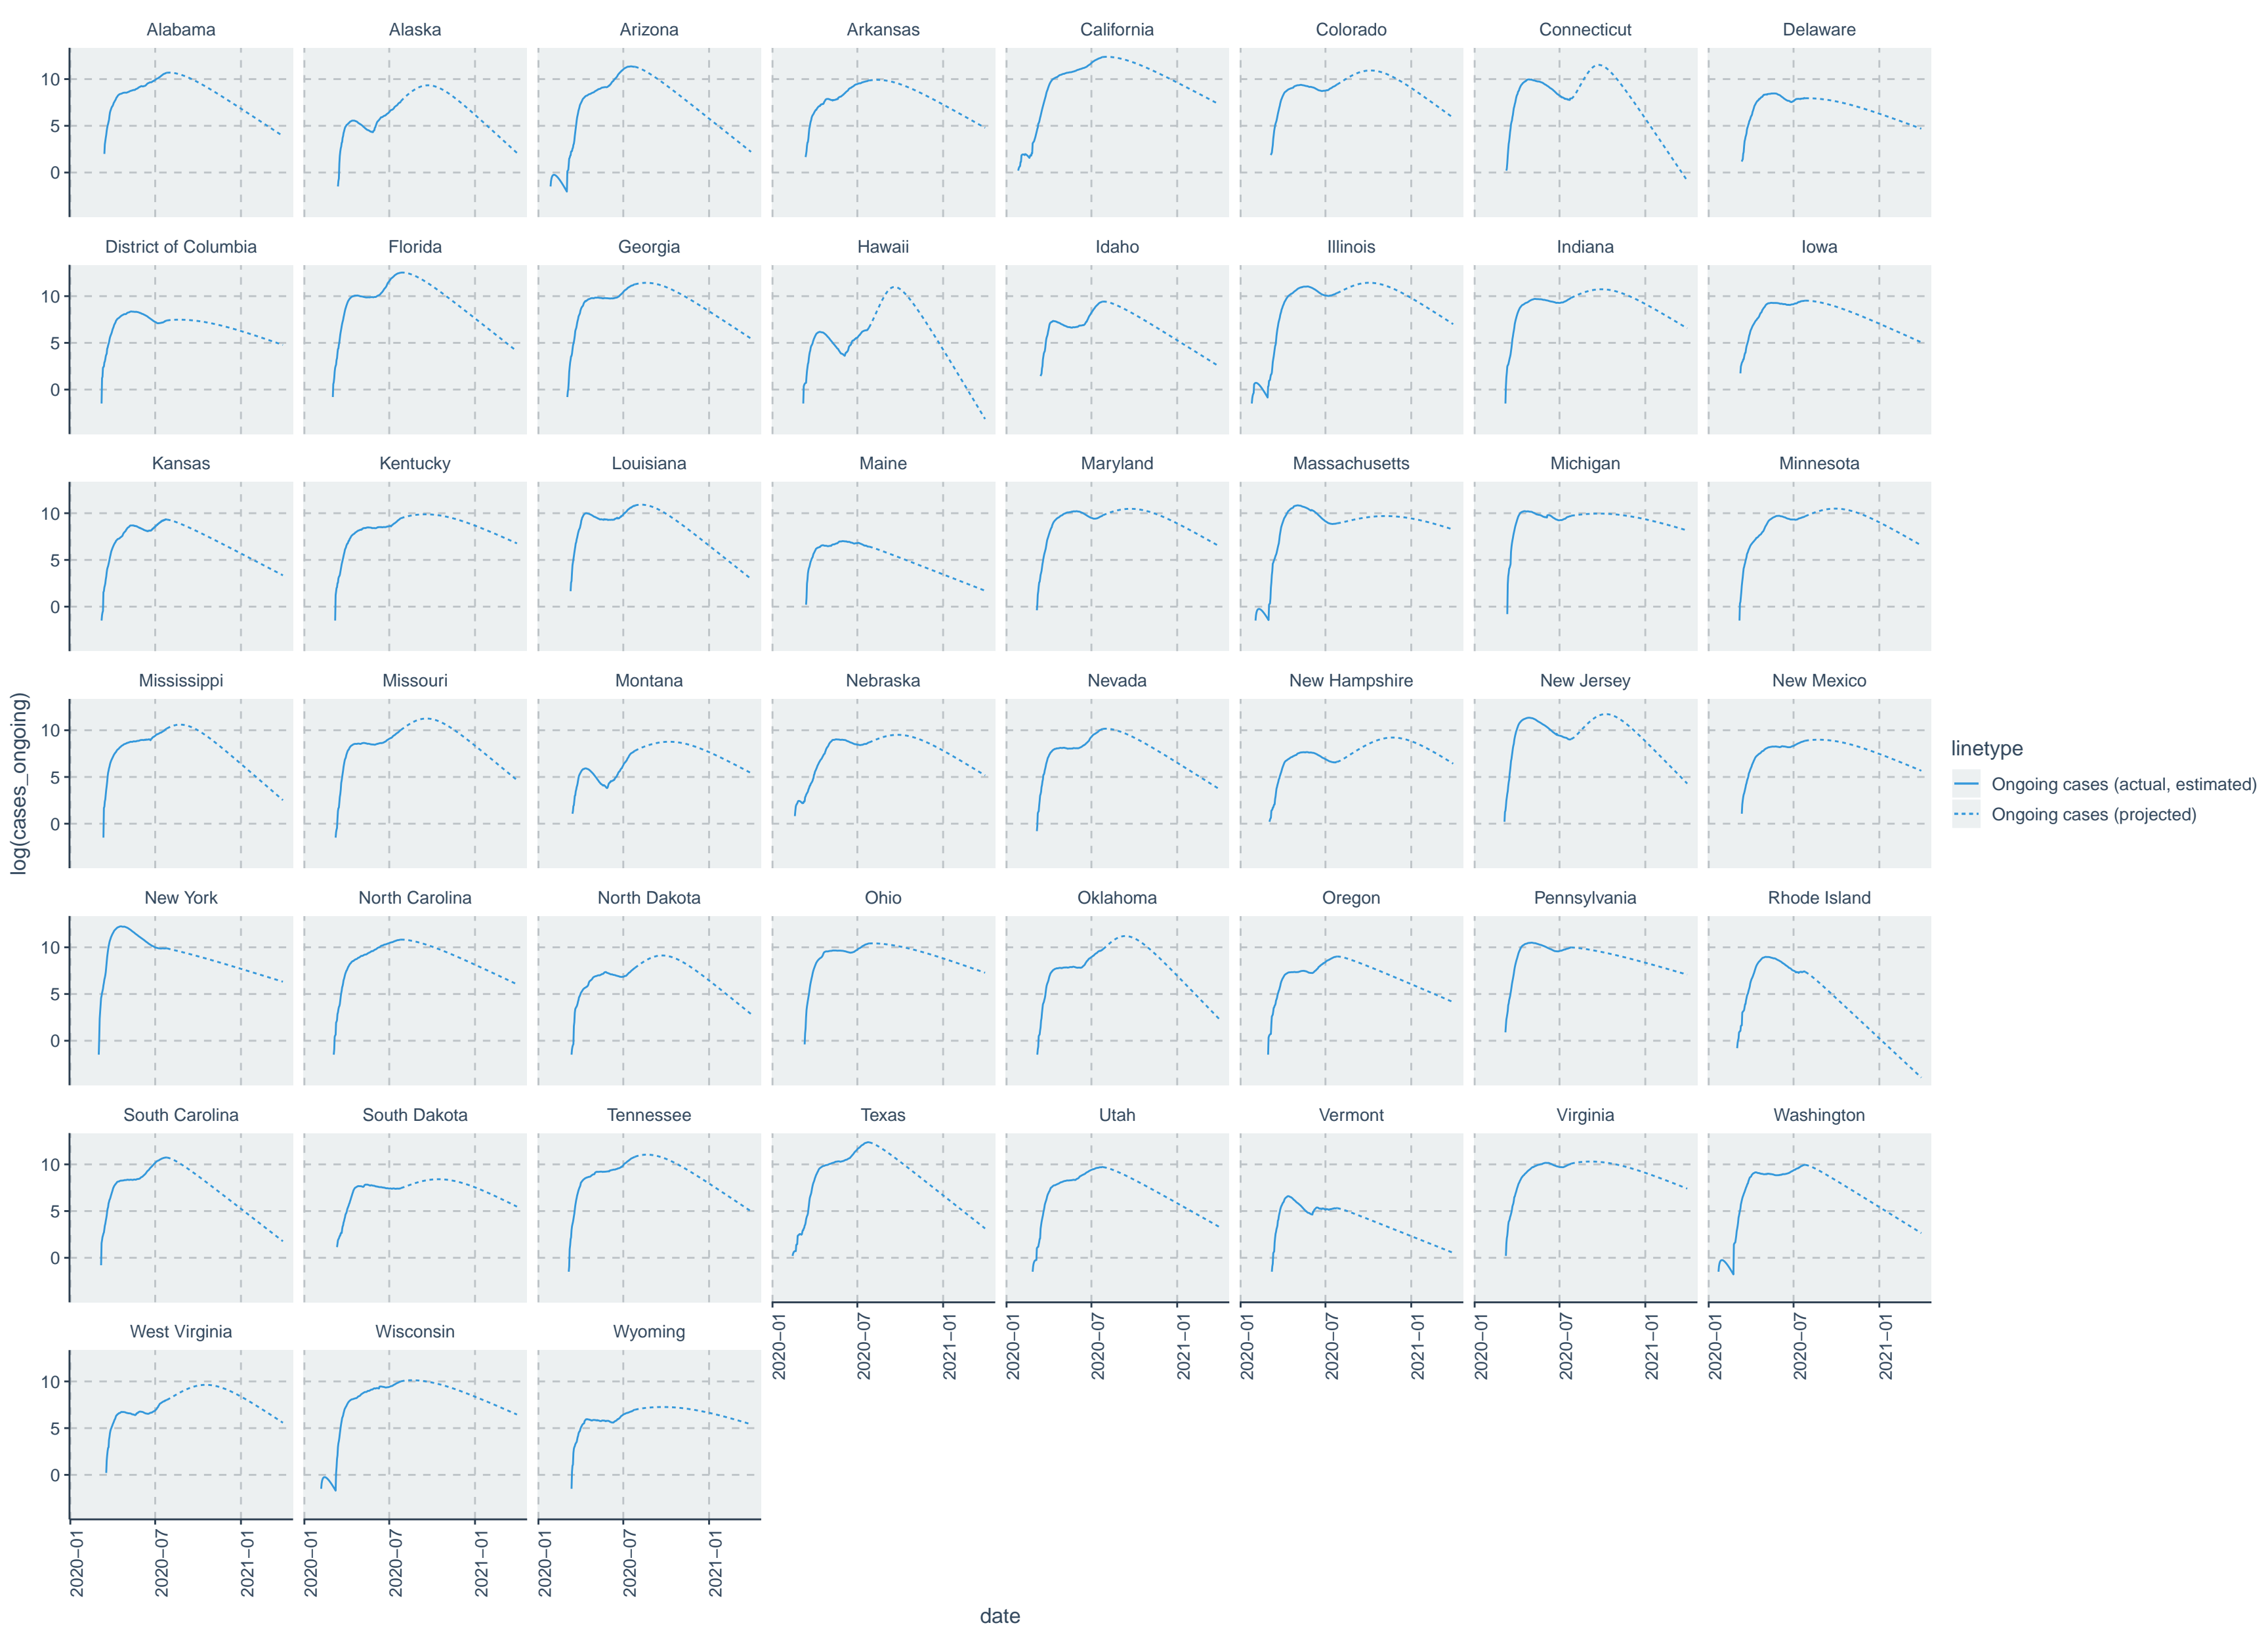 Alabama Alaska Arizona Arkansas California Colorado Connecticut Delaware
10
5
0
District of Columbia Florida Georgia Hawaii Idaho Illinois Indiana Iowa
10
5
0
Kansas Kentucky Louisiana Maine Maryland Massachusetts Michigan Minnesota
10
5
0
Mississippi Missouri Montana Nebraska Nevada New Hampshire New Jersey New Mexico
10
5
0
log(cases_ongoing)
linetype
Ongoing cases (actual, estimated)
Ongoing cases (projected)
New York North Carolina North Dakota Ohio Oklahoma Oregon Pennsylvania Rhode Island
10
5
0
South Carolina South Dakota Tennessee Texas Utah Vermont Virginia Washington
10
5
0
2020−01 2020−07 2021−01 2020−01 2020−07 2021−01 2020−01 2020−07 2021−01 2020−01 2020−07 2021−01 2020−01 2020−07 2021−01
West Virginia Wisconsin Wyoming
10
5
0
2020−01 2020−07 2021−01 2020−01 2020−07 2021−01 2020−01 2020−07 2021−01
date